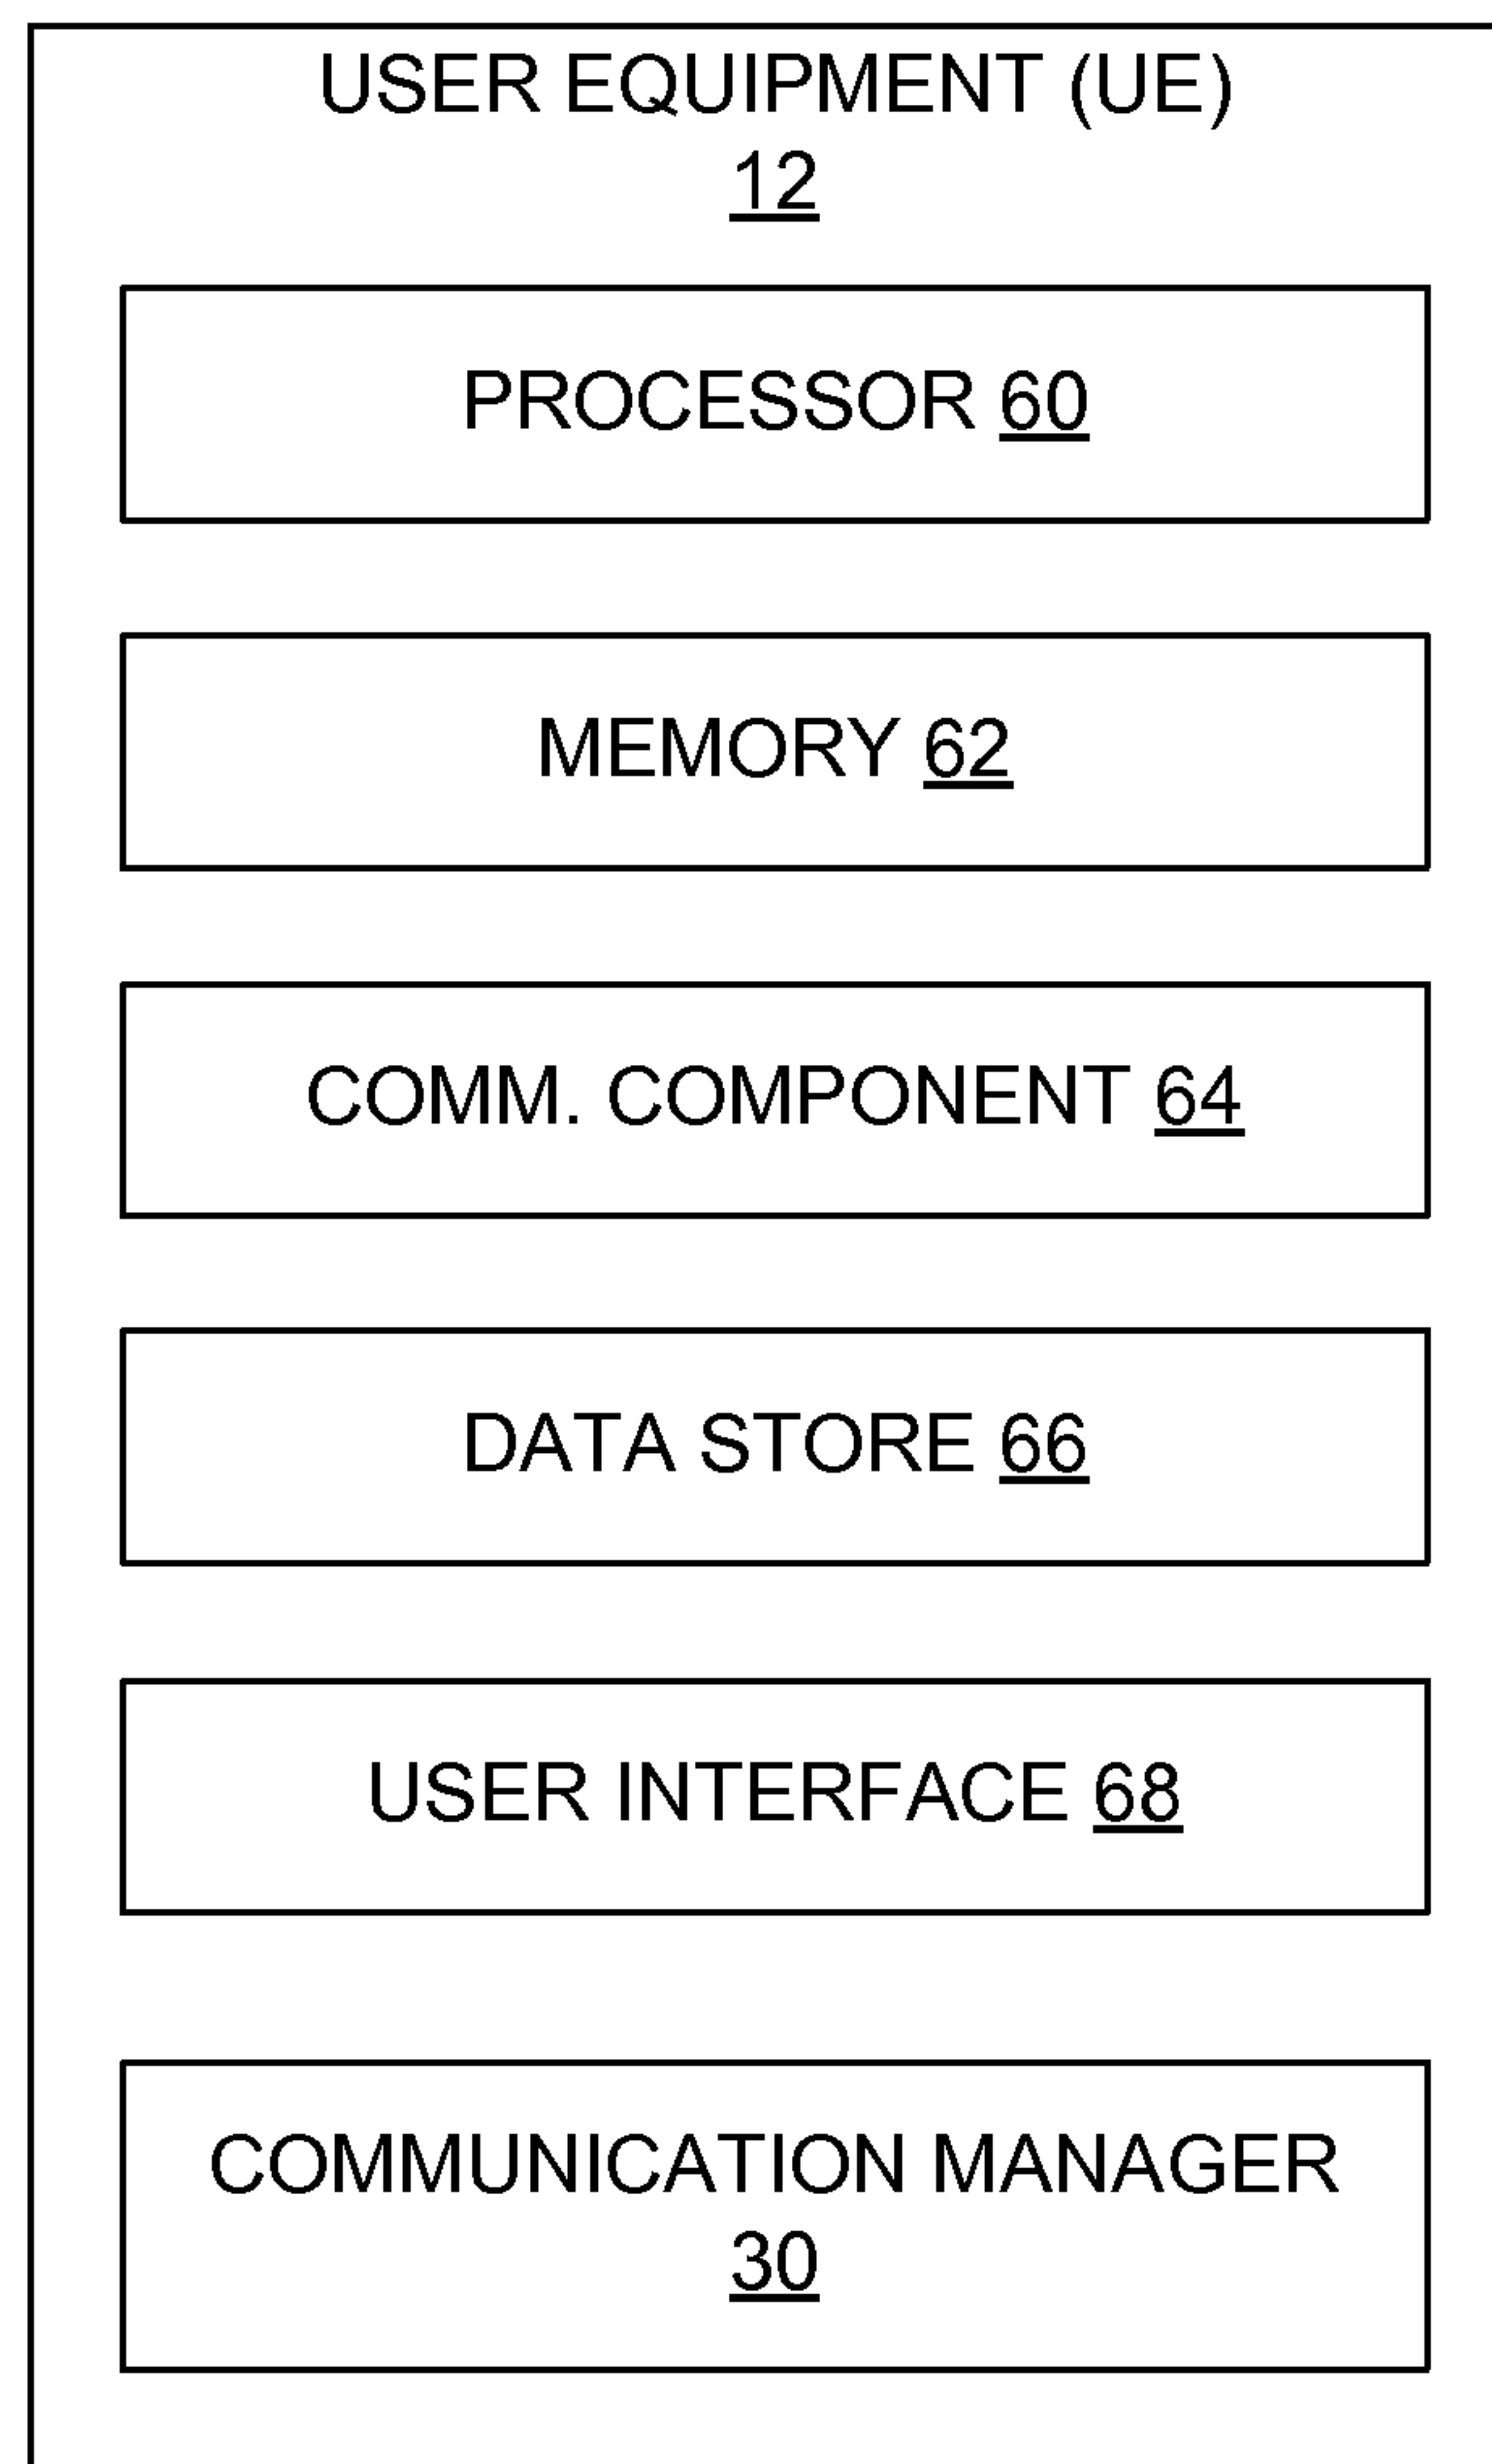 USER EQUIPMENT (UE)
12
PROCESSOR 60
MEMORY 62
COMM. COMPONENT 64
DATA STORE 66
USER INTERFACE 68
COMMUNICATION MANAGER
30